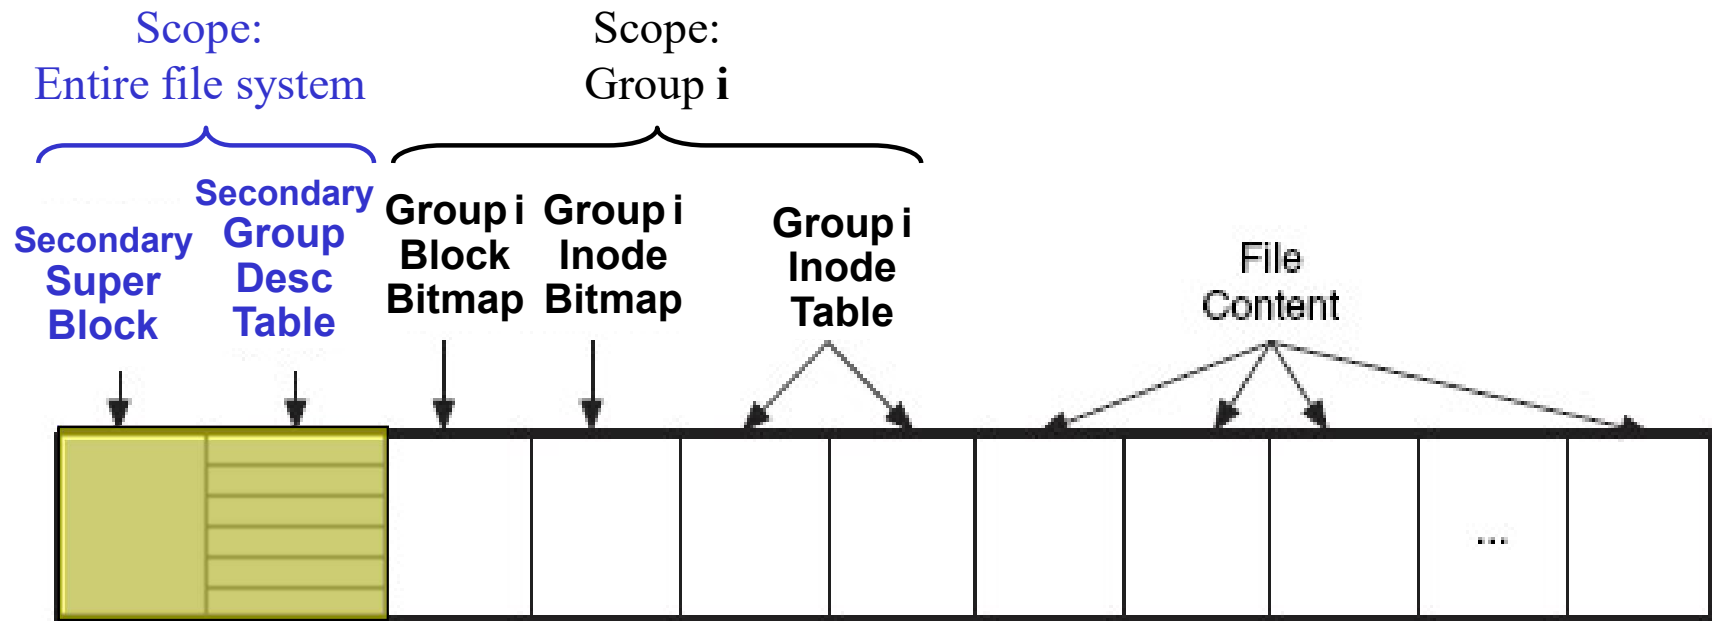 Scope:
Entire file system
Scope:
Group i
Secondary
Super
Block
Secondary
Group
Desc
Table
Group i
Block
Bitmap
Group i
Inode
Bitmap
Group i
Inode
Table
File
Content
...